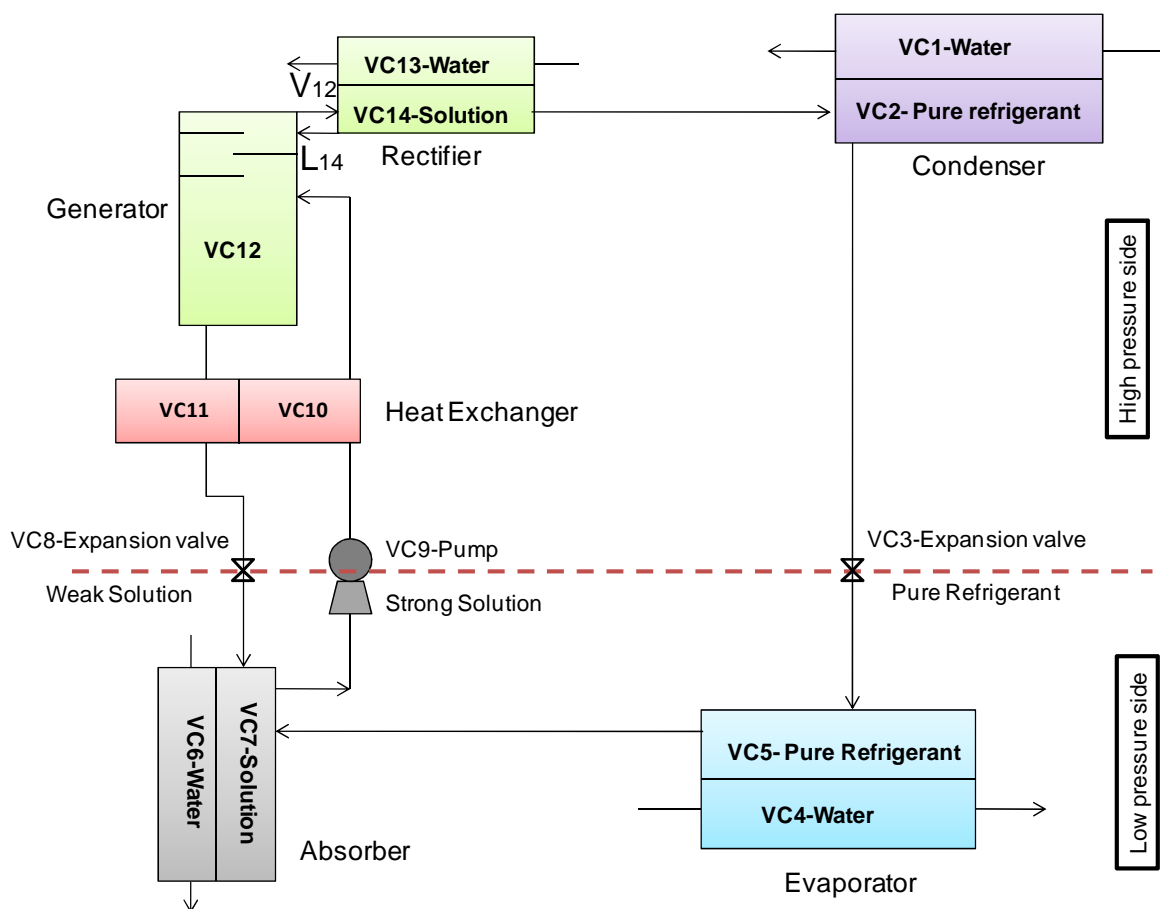 VC13-Water
VC14-Solution
V12
L14
Rectifier
VC1-Water
VC2- Pure refrigerant
Condenser
Generator
VC12
High pressure side
VC11
VC10
Heat Exchanger
VC8-Expansion valve
Weak Solution
VC9-Pump
Strong Solution
VC3-Expansion valve
Pure Refrigerant
VC6-Water
VC7-Solution
Absorber
VC5- Pure Refrigerant
VC4-Water
Evaporator
Low pressure side